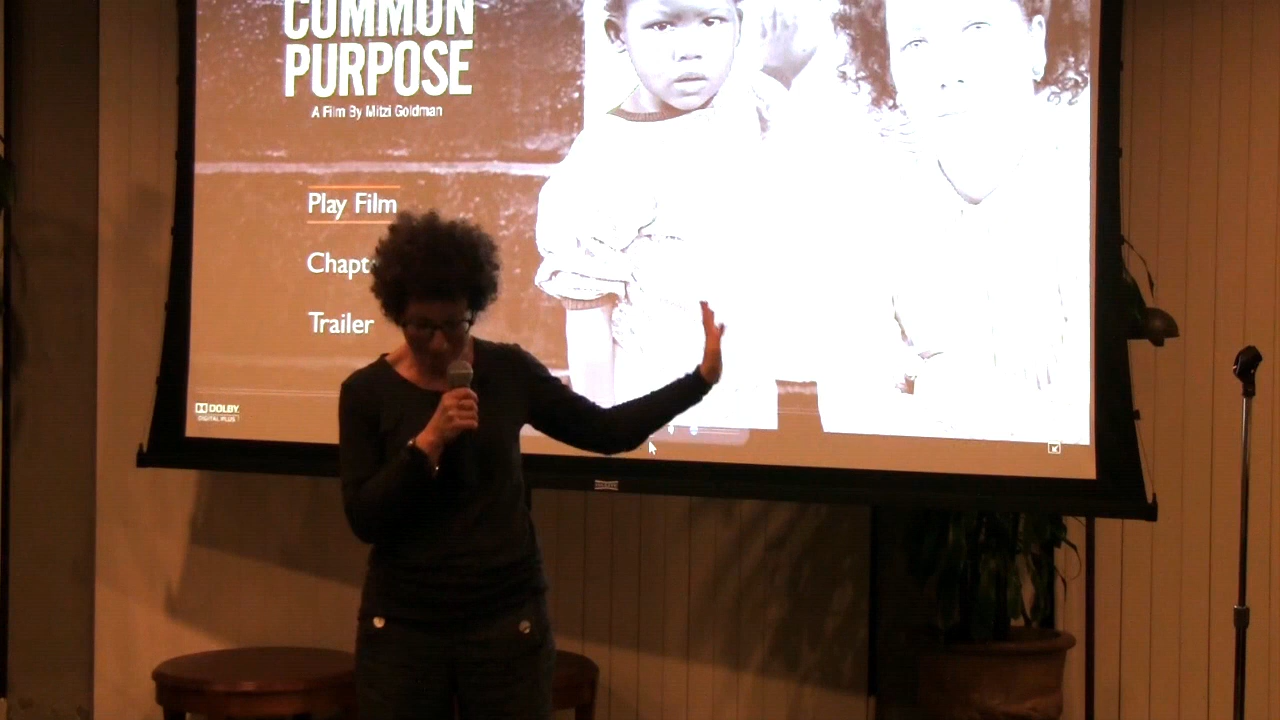 COMMON
PURPOSE
A Film By Mitzi Goldman
Play Film
Chapt
Trailer
DOLBY
DIGITAL PLUS